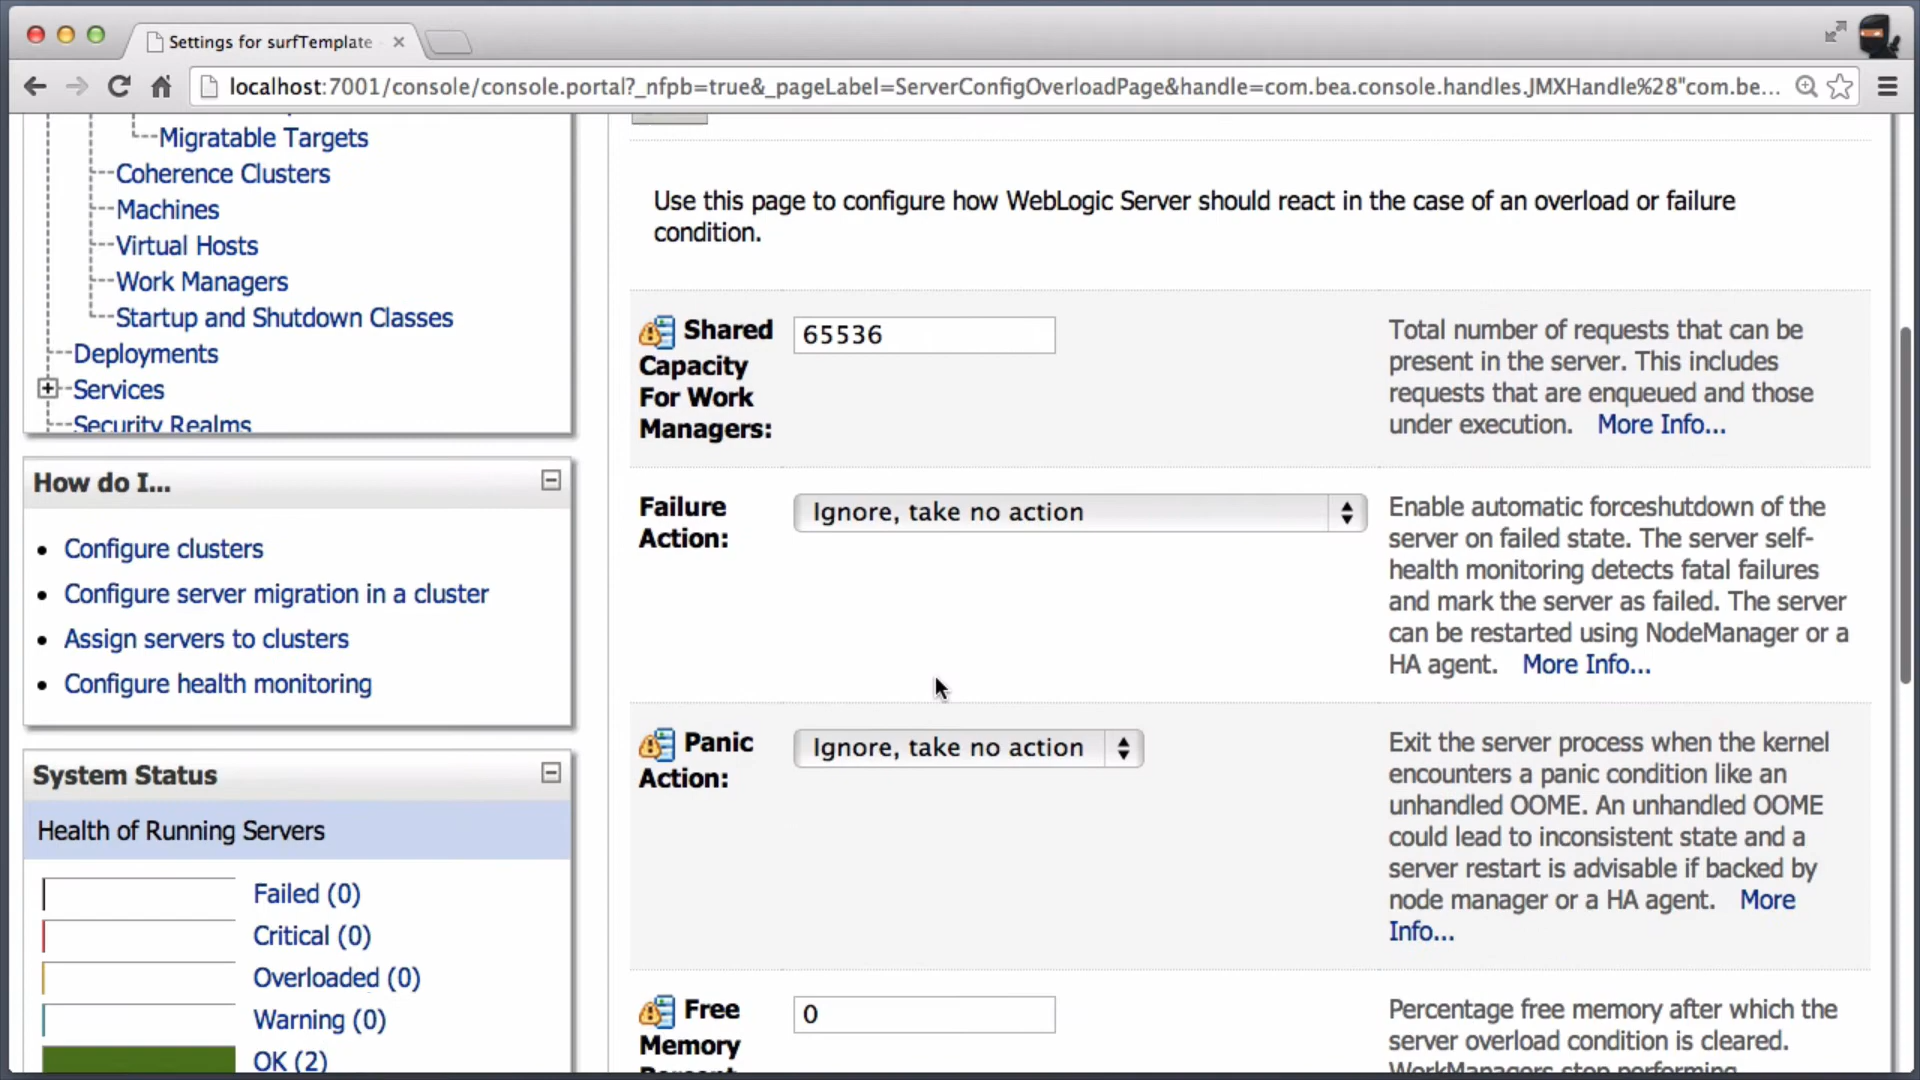 Settings for surfTemplate
localhost:7001/console/console.portal?_nfpb=true&_pageLabel=ServerConfigOverloadPage&handle=com.bea.console.handles.JMXHandle%28"com.be...
Migratable Targets
Coherence Clusters
Machines
Virtual Hosts
Work Managers
Startup and Shutdown Classes
Deployments
Services
Security Realms
How do I...
Configure clusters
Configure server migration in a cluster
Assign servers to clusters
Configure health monitoring
System Status
Health of Running Servers
Failed (0)
Critical (0)
Overloaded (0)
Warning (0)
OK (2)
Use this page to configure how WebLogic Server should react in the case of an overload or failure
condition.
Shared
Capacity
For Work
Managers:
65536
Total number of requests that can be
present in the server. This includes
requests that are enqueued and those
under execution. More Info...
Failure
Action:
Ignore, take no action
Enable automatic forceshutdown of the
server on failed state. The server self-
health monitoring detects fatal failures
and mark the server as failed. The server
can be restarted using NodeManager or a
HA agent. More Info...
Panic
Action:
Ignore, take no action
Exit the server process when the kernel
encounters a panic condition like an
unhandled OOME. An unhandled OOME
could lead to inconsistent state and a
server restart is advisable if backed by
node manager or a HA agent. More
Info...
Free
Memory
0
Percentage free memory after which the
server overload condition is cleared.
WorkManagers stop performing